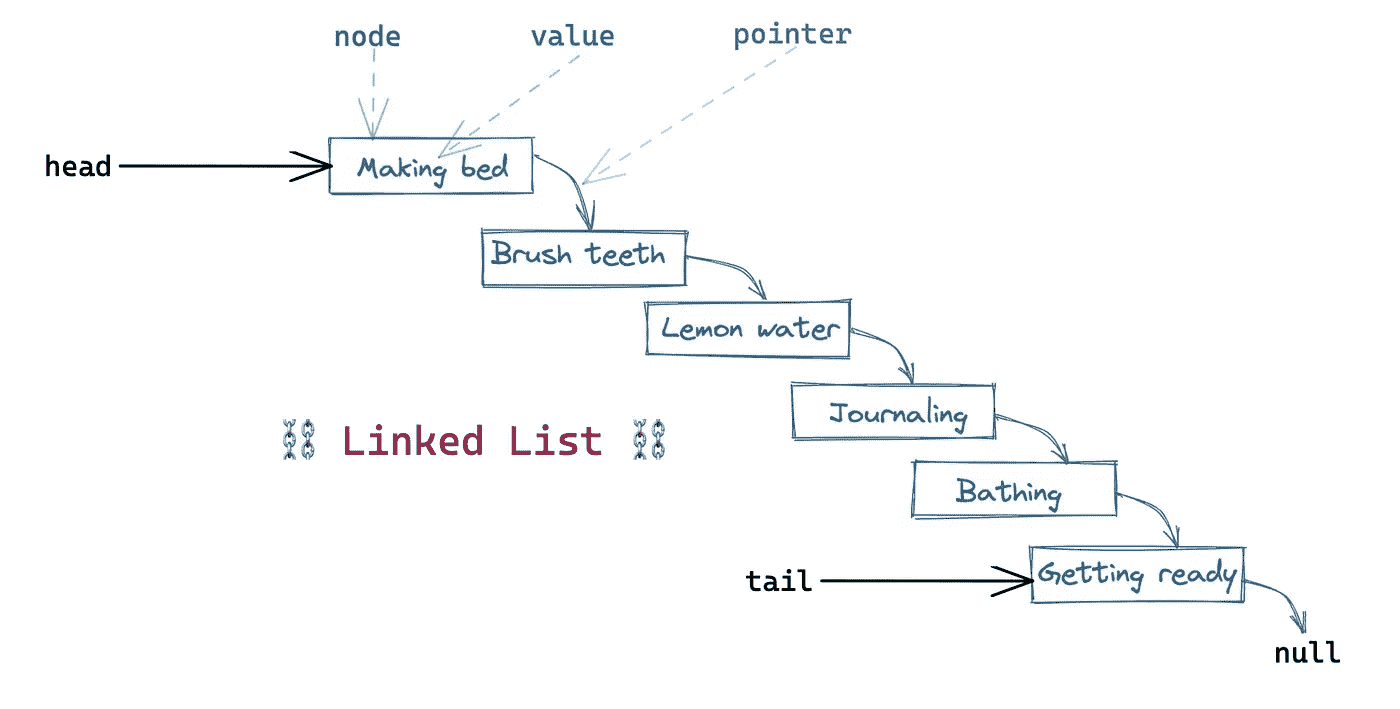 node value pointer
head
Making bed
Brush teeth
Lemon water
Journaling
Linked List
Bathing
tail
Getting ready
null